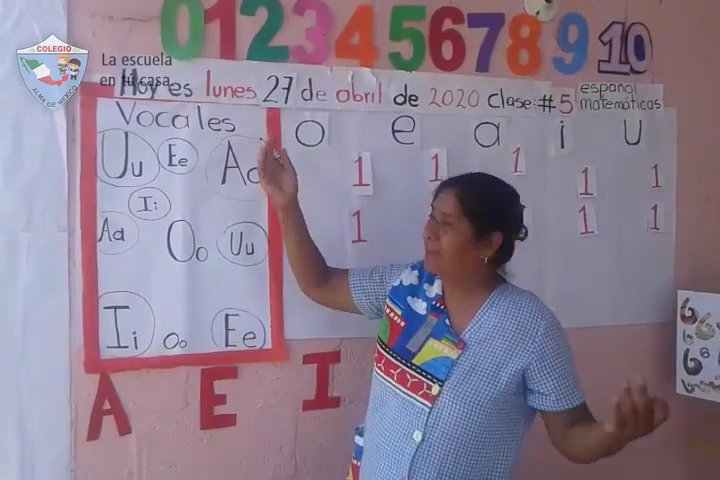 0 1 2 3 4 5 6 7 8 9 10
COLEGIO
ALMA DE MEXICO
La escuela
en tu casa
Hoy es lunes 27 de abril de 2020 clase: #5 español
matemáticas
Vocales
o e a i u
Uu Ee Aa
Ii
Aa Oo Uu
Ii Oo Ee
1 1 1 1 1
1 1 1
A E I
6